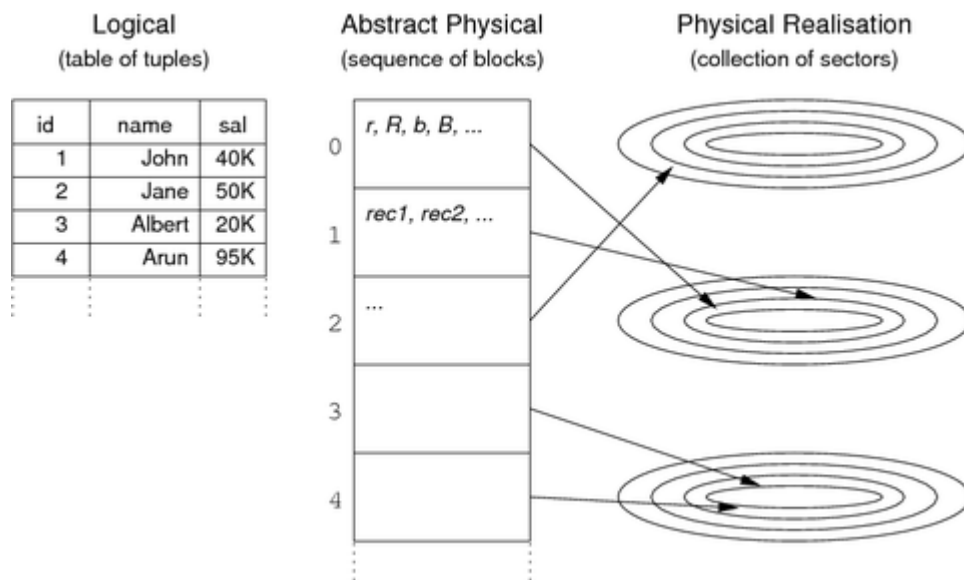 Logical
(table of tuples)
id name sal
1 John 40K
2 Jane 50K
3 Albert 20K
4 Arun 95K
Abstract Physical
(sequence of blocks)
0 r, R, b, B, ...
1 rec1, rec2, ...
2 ...
3
4
Physical Realisation
(collection of sectors)